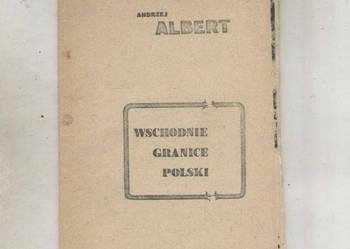 ANDRZEJ
ALBERT
WSCHODNIE
GRANICE
POLSKI